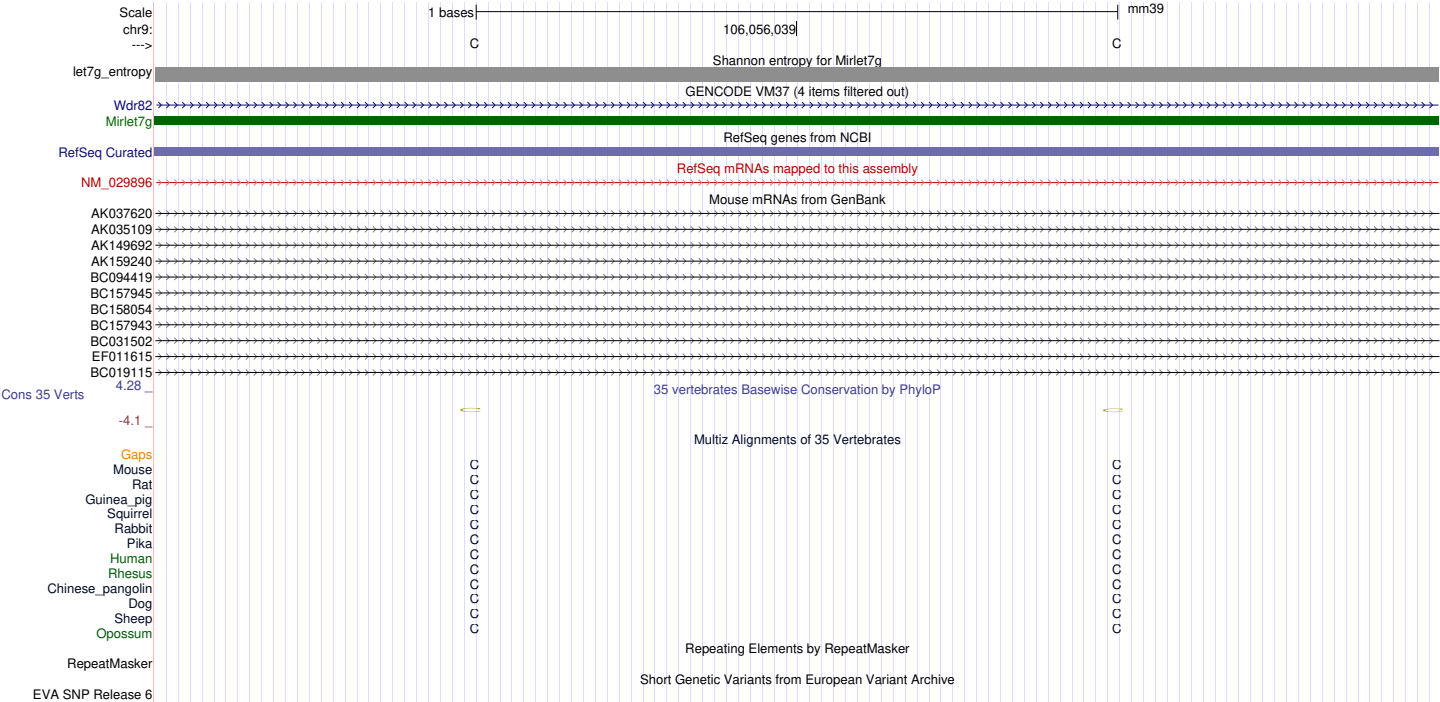 Scale 1 bases mm39
chr9: 106,056,039
---> C C
Shannon entropy for Mirlet7g
let7g_entropy
GENCODE VM37 (4 items filtered out)
Wdr82
Mirlet7g
RefSeq genes from NCBI
RefSeq Curated
RefSeq mRNAs mapped to this assembly
NM_029896
Mouse mRNAs from GenBank
AK037620
AK035109
AK149692
AK159240
BC094419
BC157945
BC158054
BC157943
BC031502
EF011615
BC019115
4.28 _
35 vertebrates Basewise Conservation by PhyloP
Cons 35 Verts
-4.1 _
Multiz Alignments of 35 Vertebrates
Gaps
Mouse C C
Rat C C
Guinea_pig C C
Squirrel C C
Rabbit C C
Pika C C
Human C C
Rhesus C C
Chinese_pangolin C C
Dog C C
Sheep C C
Opossum C C
Repeating Elements by RepeatMasker
RepeatMasker
Short Genetic Variants from European Variant Archive
EVA SNP Release 6